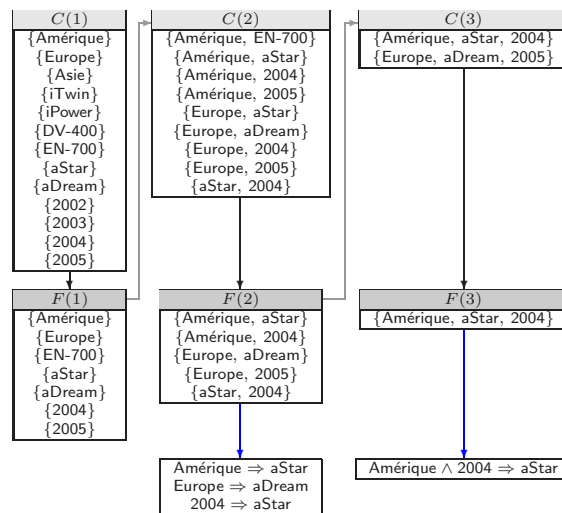 C(1)
{Amérique}
{Europe}
{Asie}
{iTwin}
{iPower}
{DV-400}
{EN-700}
{aStar}
{aDream}
{2002}
{2003}
{2004}
{2005}
F(1)
{Amérique}
{Europe}
{EN-700}
{aStar}
{aDream}
{2004}
{2005}
C(2)
{Amérique, EN-700}
{Amérique, aStar}
{Amérique, 2004}
{Amérique, 2005}
{Europe, aStar}
{Europe, aDream}
{Europe, 2004}
{Europe, 2005}
{aStar, 2004}
F(2)
{Amérique, aStar}
{Amérique, 2004}
{Europe, aDream}
{Europe, 2005}
{aStar, 2004}
Amérique ⇒ aStar
Europe ⇒ aDream
2004 ⇒ aStar
C(3)
{Amérique, aStar, 2004}
{Europe, aDream, 2005}
F(3)
{Amérique, aStar, 2004}
Amérique ∧ 2004 ⇒ aStar